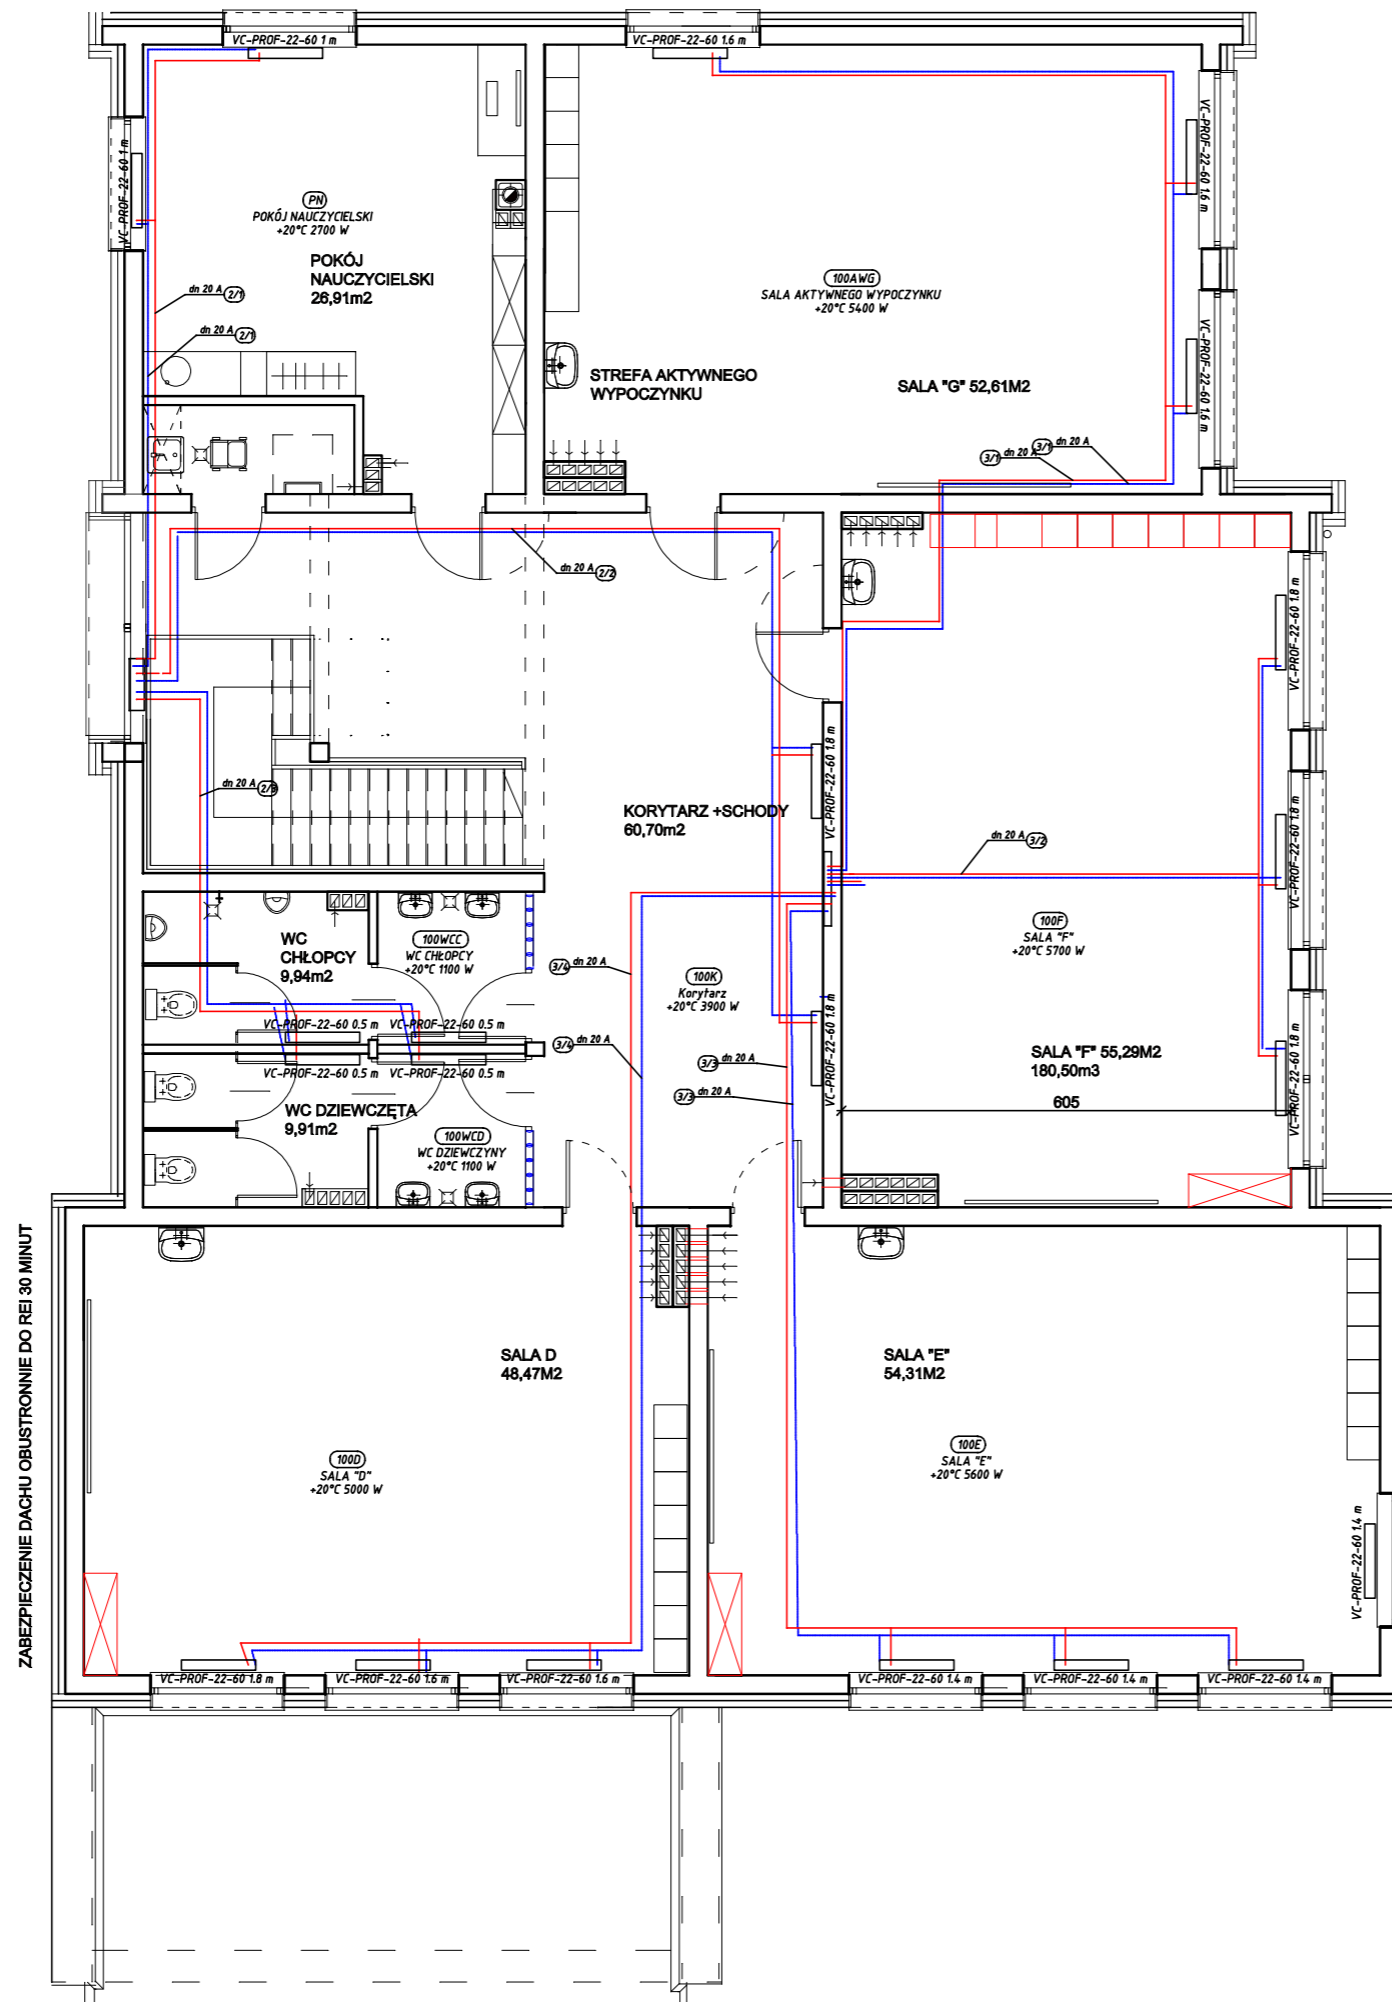 VC-PROF-22-60 1 m
VC-PROF-22-60 1.6 m
VC-PROF-22-60 1 m
VC-PROF-22-60 1.6 m
PN
POKÓJ NAUCZYCIELSKI
+20°C 2700 W
POKÓJ
NAUCZYCIELSKI
26,91m2
100AWG
SALA AKTYWNEGO WYPOCZYNKU
+20°C 5400 W
dn 20 A 2/1
dn 20 A 2/1
VC-PROF-22-60 1.6 m
STREFA AKTYWNEGO
WYPOCZYNKU
SALA "G" 52,61M2
3/1 dn 20 A
3/1 dn 20 A
dn 20 A 2/2
VC-PROF-22-60 1.8 m
dn 20 A 2/3
VC-PROF-22-60 1.8 m
KORYTARZ +SCHODY
60,70m2
dn 20 A 3/2
VC-PROF-22-60 1.8 m
WC
CHŁOPCY
9,94m2
100WCC
WC CHŁOPCY
+20°C 1100 W
100F
SALA "F"
+20°C 5700 W
3/4 dn 20 A
100K
Korytarz
+20°C 3900 W
VC-PROF-22-60 0.5 m
VC-PROF-22-60 0.5 m
VC-PROF-22-60 1.8 m
VC-PROF-22-60 1.8 m
3/4 dn 20 A
3/3 dn 20 A
SALA "F" 55,29M2
180,50m3
VC-PROF-22-60 0.5 m
VC-PROF-22-60 0.5 m
3/3 dn 20 A
605
WC DZIEWCZĘTA
9,91m2
100WCD
WC DZIEWCZYNY
+20°C 1100 W
ZABEZPIECZENIE DACHU OBUSTRONNIE DO REI 30 MINUT
SALA D
48,47M2
SALA "E"
54,31M2
100D
SALA "D"
+20°C 5000 W
100E
SALA "E"
+20°C 5600 W
VC-PROF-22-60 1.4 m
VC-PROF-22-60 1.8 m
VC-PROF-22-60 1.6 m
VC-PROF-22-60 1.6 m
VC-PROF-22-60 1.4 m
VC-PROF-22-60 1.4 m
VC-PROF-22-60 1.4 m